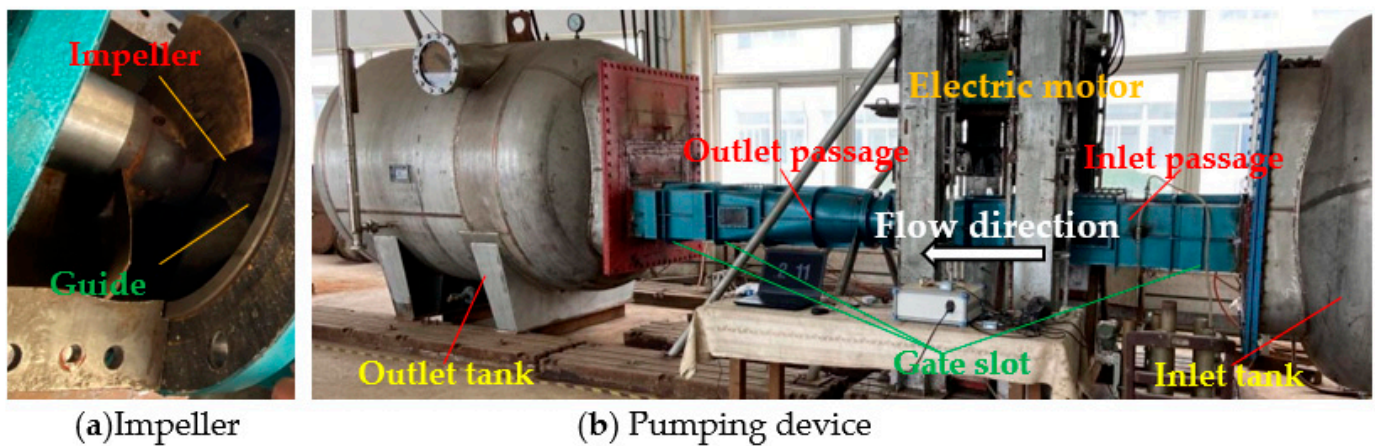 Impeller
Guide
Electric motor
Outlet passage
Inlet passage
Flow direction
Gate slot
Outlet tank
Inlet tank
(a)Impeller
(b) Pumping device